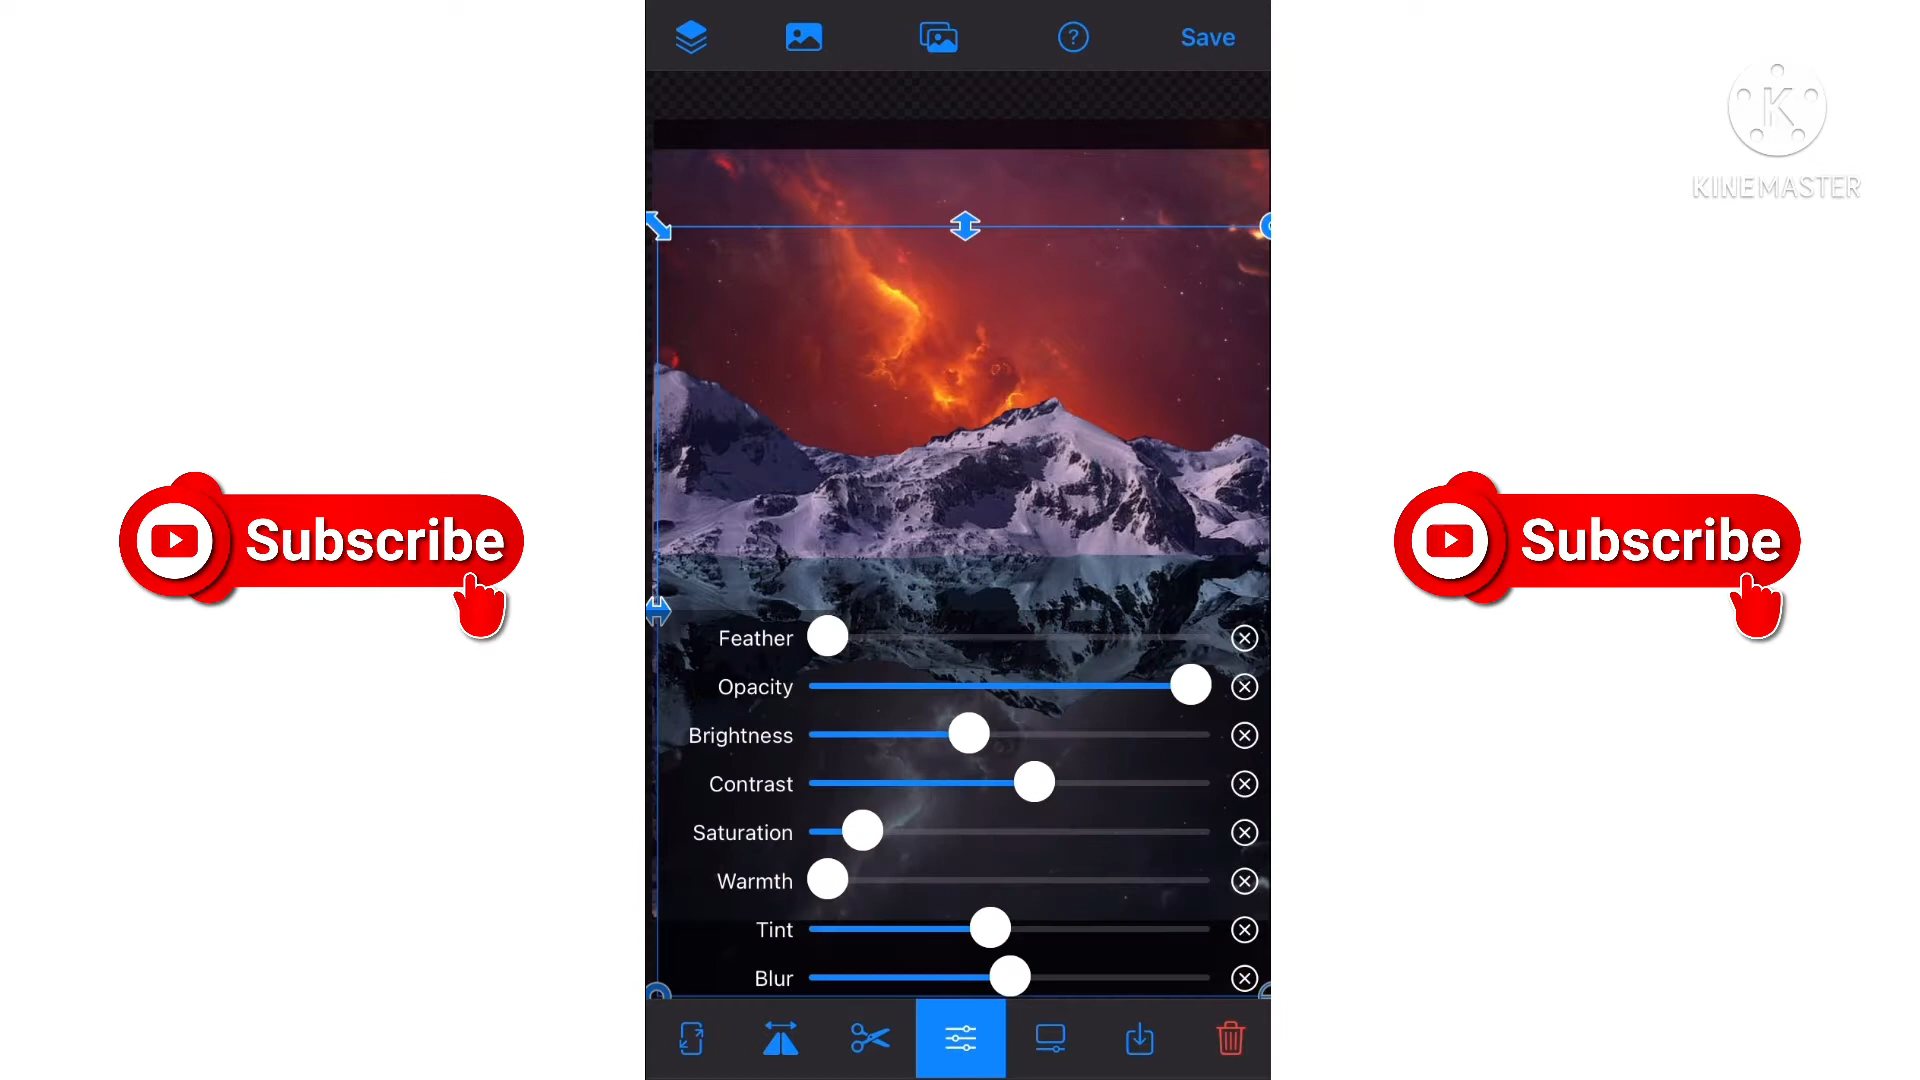 Save
KINEMASTER
Subscribe
Subscribe
Feather
Opacity
Brightness
Contrast
Saturation
Warmth
Tint
Blur